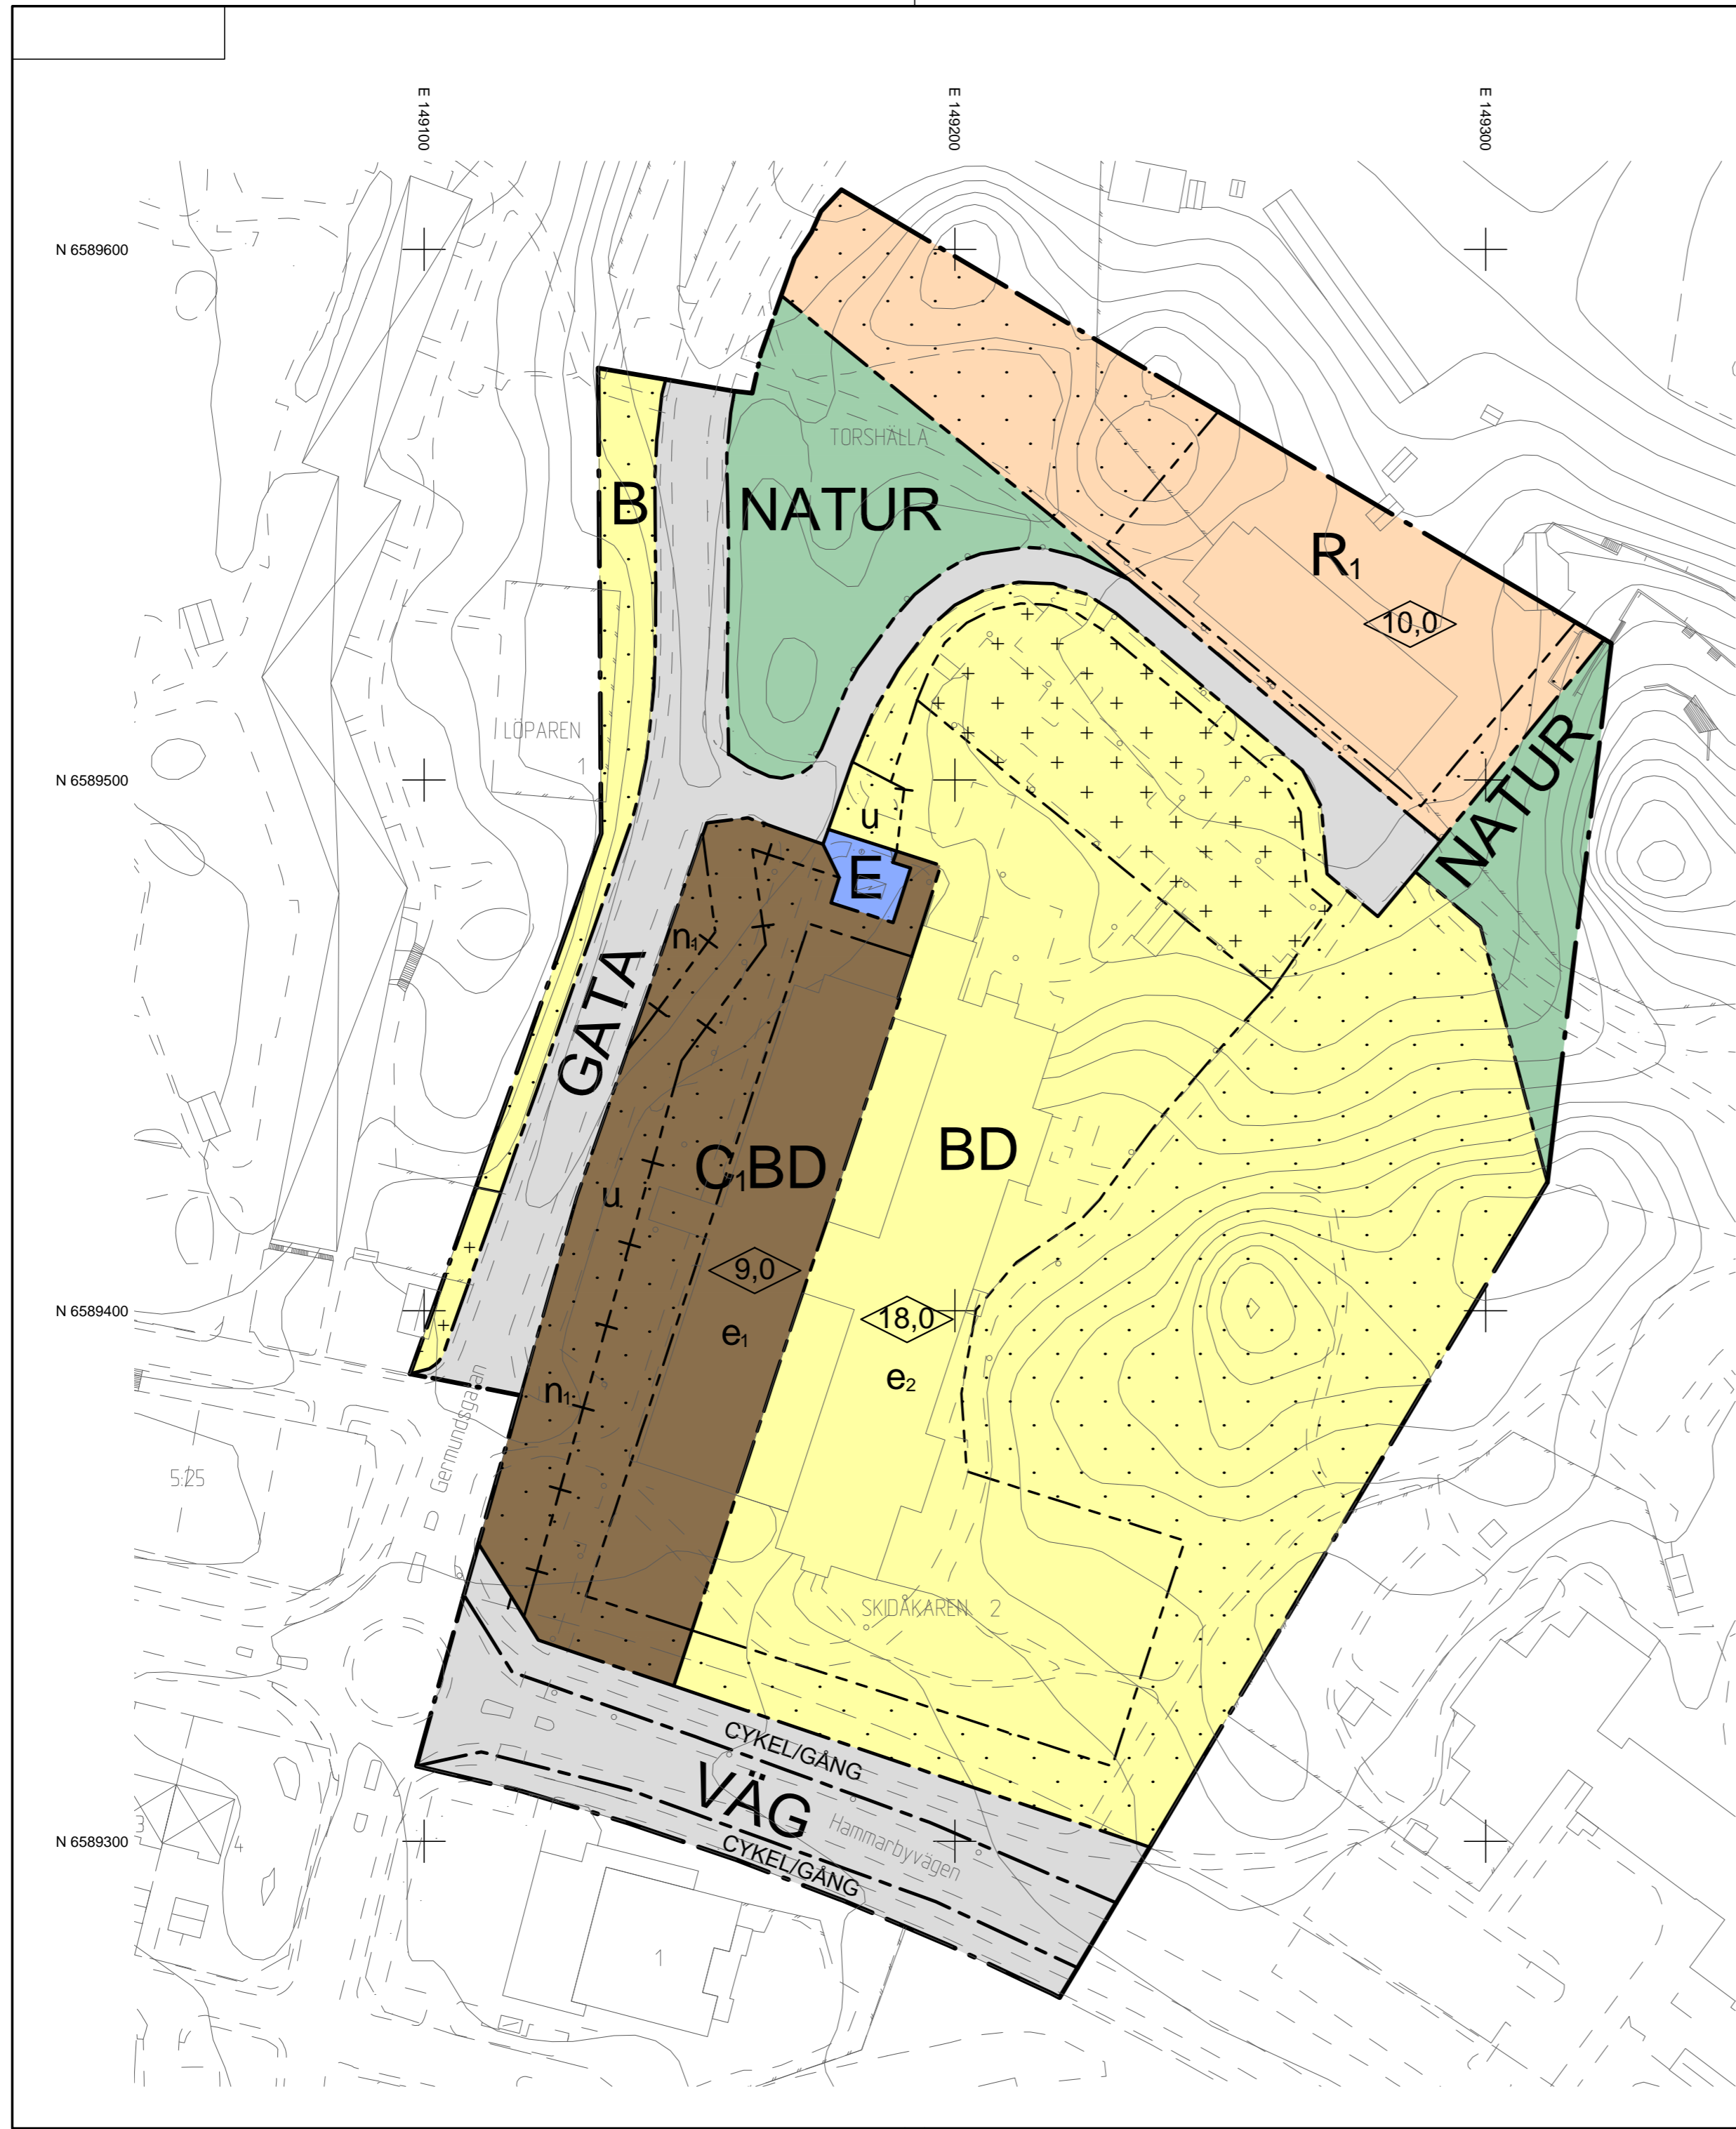 E 149100
E 149200
E 149300
N 6589600
TORSHÄLLA
B
NATUR
R1
10,0
LÖPAREN
1
N 6589500
u
NATUR
E
n1
GATA
C1BD
BD
u
9,0
N 6589400
18,0
e1
e2
n1
Germundsgatan
5:25
SKIDÅKAREN 2
CYKEL/GÅNG
VÄG
Hammarbyvägen
N 6589300
3
4
CYKEL/GÅNG
1